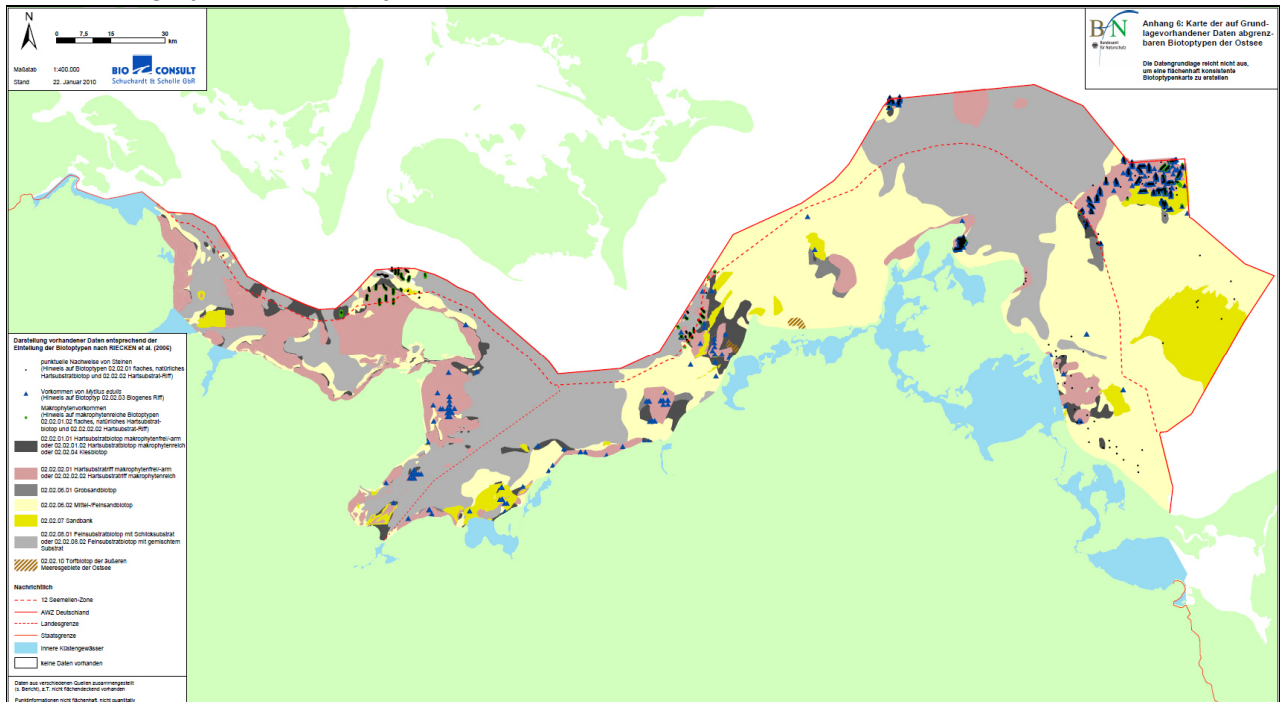 N
0 7,5 15 30
km
Maßstab 1:400.000
Stand 22. Januar 2010
BIO CONSULT
Schuchardt & Scholle GbR
BfN
Bundesamt
für Naturschutz
Anhang 6: Karte der auf Grund-
lagevorhandener Daten abgrenz-
baren Biotoptypen der Ostsee
Die Datengrundlage reicht nicht aus,
um eine flächenhaft konsistente
Biotoptypenkarte zu erstellen
Darstellung vorhandener Daten entsprechend der
Einteilung der Biotoptypen nach RIECKEN et al. (2006)
punktuelle Nachweise von Steinen
(Hinweis auf Biotoptypen 02.02.01 flaches, natürliches
Hartsubstratbiotop und 02.02.02 Hartsubstrat-Riff)
Vorkommen von Mytilus edulis
(Hinweis auf Biotoptyp 02.02.03 Biogenes Riff)
Makrophytenvorkommen
(Hinweis auf makrophytenreiche Biotoptypen
02.02.01.02 flaches, natürliches Hartsubstrat-
biotop und 02.02.02.02 Hartsubstrat-Riff)
02.02.01.01 Hartsubstratbiotop makrophytenfrei/-arm
oder 02.02.01.02 Hartsubstratbiotop makrophytenreich
oder 02.02.04 Kiesbiotop
02.02.02.01 Hartsubstratriff makrophytenfrei/-arm
oder 02.02.02.02 Hartsubstratriff makrophytenreich
02.02.06.01 Grobsandbiotop
02.02.06.02 Mittel-/Feinsandbiotop
02.02.07 Sandbank
02.02.08.01 Feinsubstratbiotop mit Schlicksubstrat
oder 02.02.08.02 Feinsubstratbiotop mit gemischtem
Substrat
02.02.10 Torfbiotop der äußeren
Meeresgebiete der Ostsee
Nachrichtlich
12 Seemeilen-Zone
AWZ Deutschland
Landesgrenze
Staatsgrenze
Innere Küstengewässer
keine Daten vorhanden
Daten aus verschiedenen Quellen zusammengestellt
(s. Bericht), z.T. nicht flächendeckend vorhanden
Punktinformationen nicht flächenhaft, nicht quantitativ